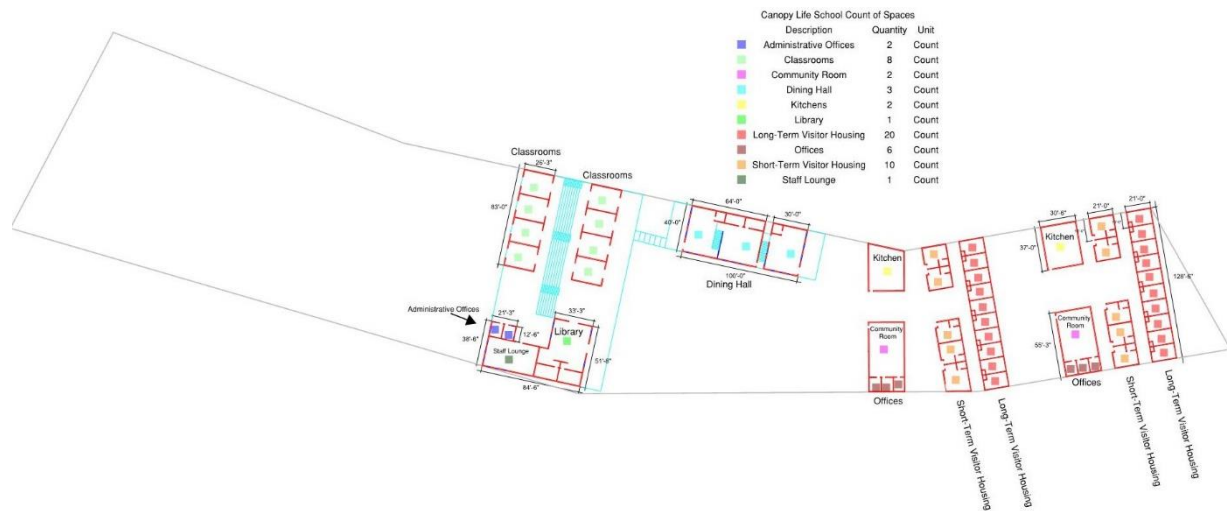 Canopy Life School Count of Spaces
Description Quantity Unit
Administrative Offices 2 Count
Classrooms 8 Count
Community Room 2 Count
Dining Hall 3 Count
Kitchens 2 Count
Library 1 Count
Long-Term Visitor Housing 20 Count
Offices 6 Count
Short-Term Visitor Housing 10 Count
Staff Lounge 1 Count
Classrooms
26'-3"
Classrooms
63'-0"
64'-0"
40'-0"
30'-0"
100'-0"
Dining Hall
Administrative Offices
21'-3"
12'-6"
38'-6"
33'-3"
Library
Staff Lounge
51'-8"
84'-6"
Kitchen
Community
Room
Offices
Short-Term Visitor Housing
Long-Term Visitor Housing
30'-6"
21'-0"
21'-0"
Kitchen
37'-0"
128'-6"
Community
Room
55'-3"
Offices
Short-Term Visitor Housing
Long-Term Visitor Housing